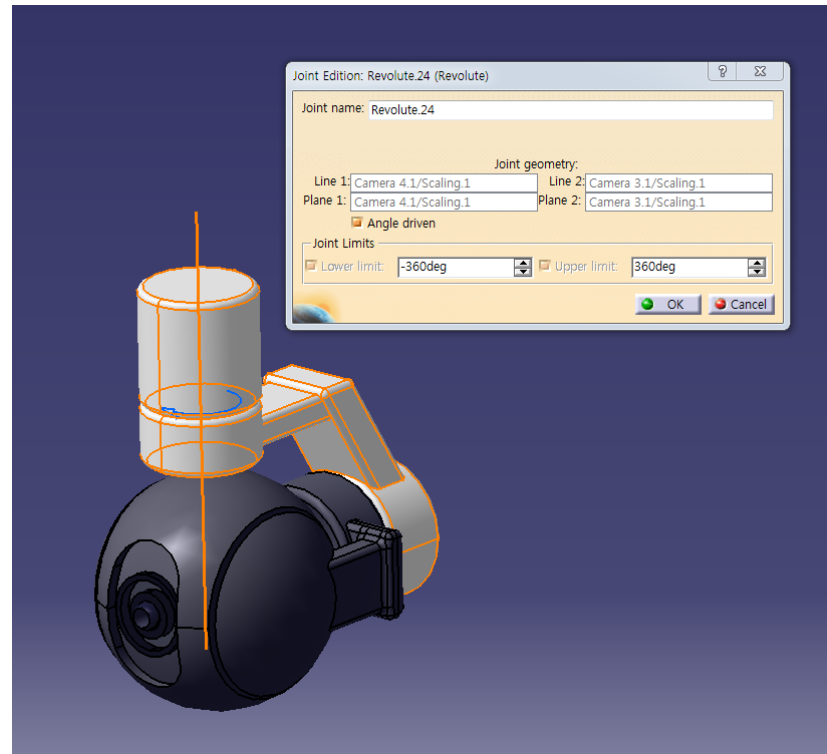 Joint Edition: Revolute.24 (Revolute)
Joint name: Revolute.24
Joint geometry:
Line 1: Camera 4.1/Scaling.1 Line 2: Camera 3.1/Scaling.1
Plane 1: Camera 4.1/Scaling.1 Plane 2: Camera 3.1/Scaling.1
Angle driven
Joint Limits
Lower limit: -360deg Upper limit: 360deg
OK Cancel